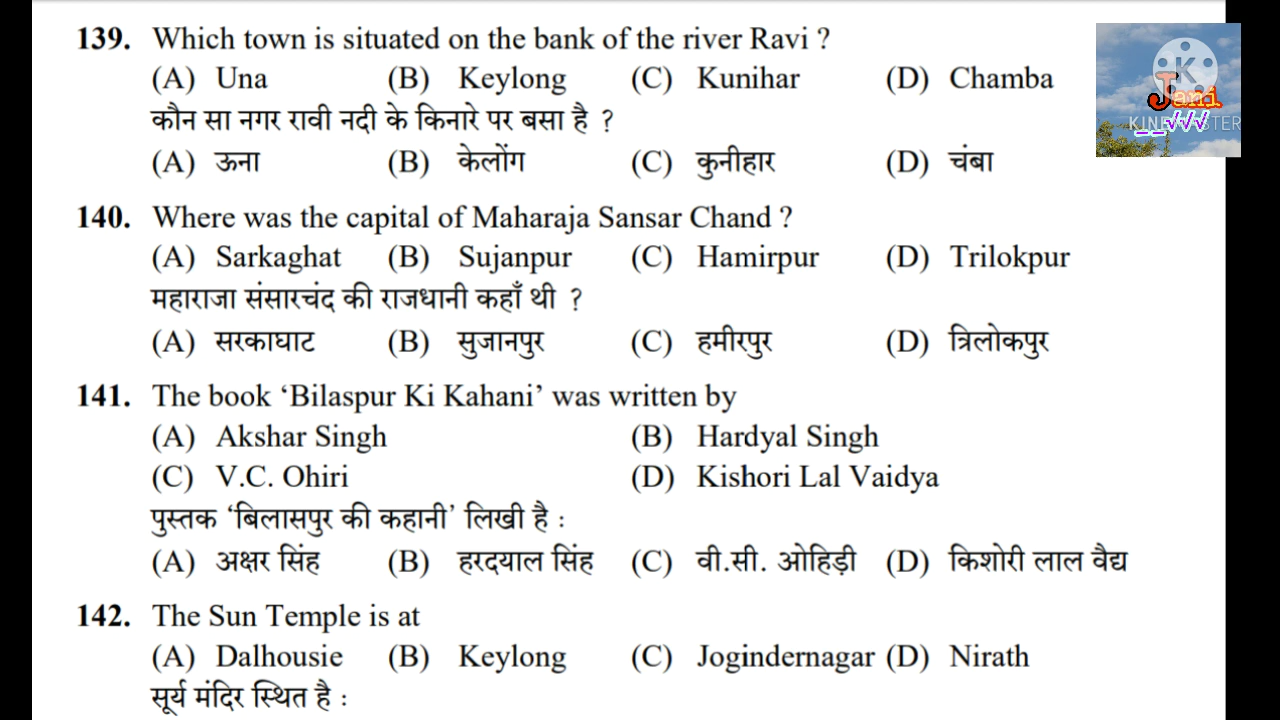 139. Which town is situated on the bank of the river Ravi ?
(A) Una (B) Keylong (C) Kunihar (D) Chamba
कौन सा नगर रावी नदी के किनारे पर बसा है ?
(A) ऊना (B) केलोंग (C) कुनीहार (D) चंबा
140. Where was the capital of Maharaja Sansar Chand ?
(A) Sarkaghat (B) Sujanpur (C) Hamirpur (D) Trilokpur
महाराजा संसारचंद की राजधानी कहाँ थी ?
(A) सरकाघाट (B) सुजानपुर (C) हमीरपुर (D) त्रिलोकपुर
141. The book ‘Bilaspur Ki Kahani’ was written by
(A) Akshar Singh (B) Hardyal Singh
(C) V.C. Ohiri (D) Kishori Lal Vaidya
पुस्तक ‘बिलासपुर की कहानी’ लिखी है :
(A) अक्षर सिंह (B) हरदयाल सिंह (C) वी.सी. ओहिड़ी (D) किशोरी लाल वैद्य
142. The Sun Temple is at
(A) Dalhousie (B) Keylong (C) Jogindernagar (D) Nirath
सूर्य मंदिर स्थित है :
K
Jani
KINEMASTER